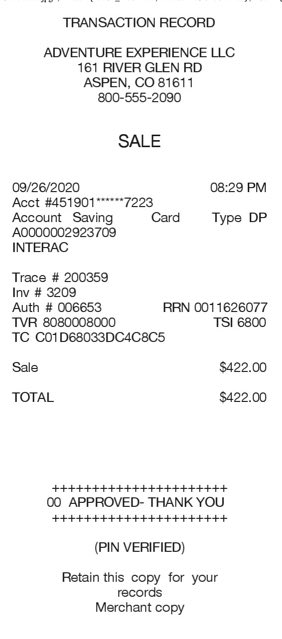 TRANSACTION RECORD
ADVENTURE EXPERIENCE LLC
161 RIVER GLEN RD
ASPEN, CO 81611
800-555-2090
SALE
09/26/2020 08:29 PM
Acct #451901******7223
Account Saving Card Type DP
A0000002923709
INTERAC
Trace # 200359
Inv # 3209
Auth # 006653 RRN 0011626077
TVR 8080008000 TSI 6800
TC C01D68033DC4C8C5
Sale $422.00
TOTAL $422.00
++++++++++++++++++++++
00 APPROVED- THANK YOU
++++++++++++++++++++++
(PIN VERIFIED)
Retain this copy for your
records
Merchant copy